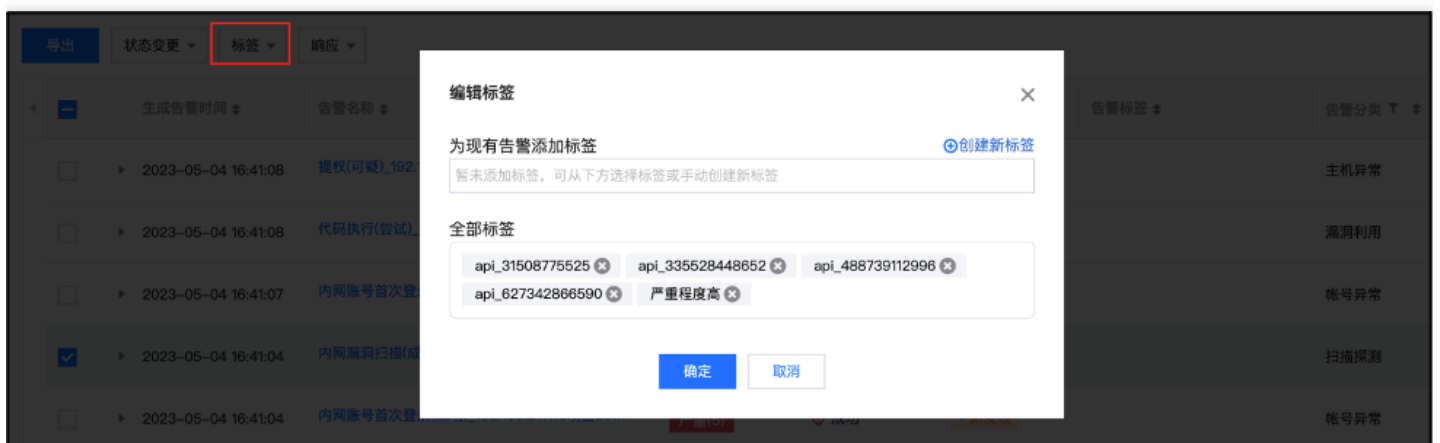 导出 状态变更 标签 响应
编辑标签
生成告警时间 告警名称 告警标签 告警分类
为现有告警添加标签 创建新标签
2023-05-04 16:41:08 提权(可疑)_192. 主机异常
暂未添加标签，可从下方选择标签或手动创建新标签
全部标签
2023-05-04 16:41:08 代码执行(尝试)_ 漏洞利用
api_31508775525 api_335528448652 api_488739112996
api_627342866590 严重程度高
2023-05-04 16:41:07 内网账号首次登 帐号异常
2023-05-04 16:41:04 内网漏洞扫描(成 扫描探测
确定 取消
2023-05-04 16:41:04 内网账号首次登 严重(5) 成功 帐号异常